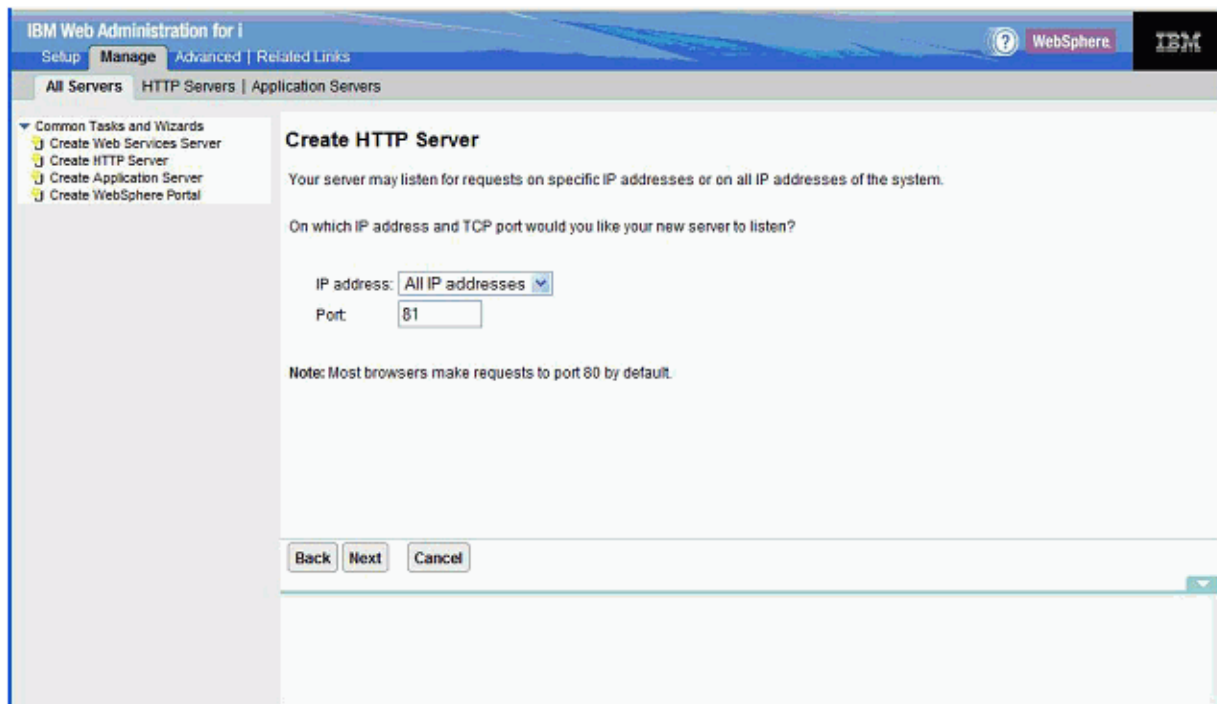 IBM Web Administration for i
Setup Manage Advanced | Related Links
? WebSphere. IBM
All Servers HTTP Servers | Application Servers
Common Tasks and Wizards
Create Web Services Server
Create HTTP Server
Create Application Server
Create WebSphere Portal
Create HTTP Server
Your server may listen for requests on specific IP addresses or on all IP addresses of the system.
On which IP address and TCP port would you like your new server to listen?
IP address: All IP addresses
Port: 81
Note: Most browsers make requests to port 80 by default.
Back Next Cancel